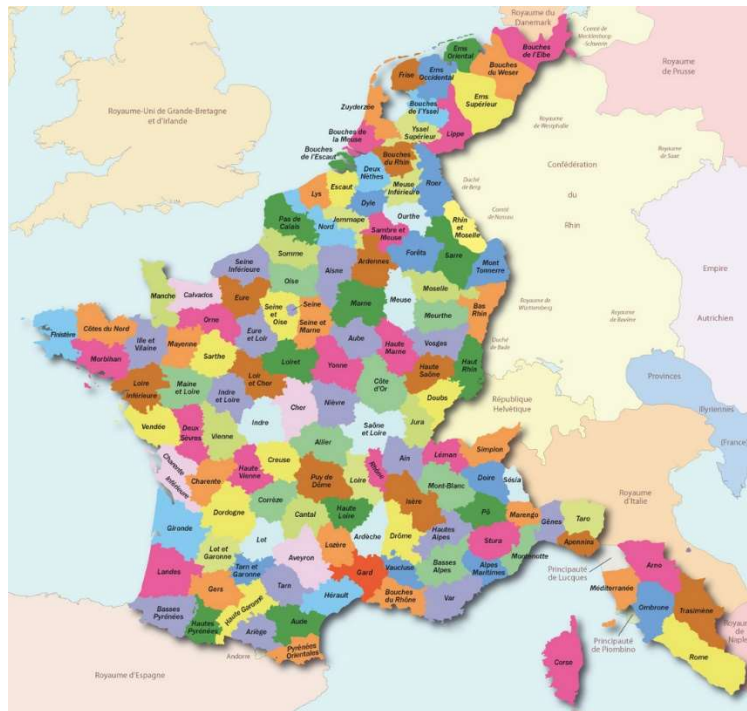 Royaume du
Danemark
Comté de
Mecklembourg-
Schwerin
Royaume
de Prusse
Royaume-Uni de Grande-Bretagne
et d'Irlande
Ems
Oriental
Bouches
de l'Elbe
Frise
Ems
Occidental
Bouches
du Weser
Zuyderzée
Bouches
de l'Yssel
Ems
Supérieur
Bouches de
la Meuse
Yssel
Supérieur
Lippe
Royaume
de Westphalie
Royaume
de Saxe
Bouches
de l'Escaut
Bouches
du Rhin
Deux
Nèthes
Meuse
Inférieure
Roer
Duché
de Berg
Confédération
du
Rhin
Lys
Escaut
Dyle
Ourthe
Comté
de Nassau
Pas de
Calais
Nord
Jemmape
Sambre et
Meuse
Rhin
et
Moselle
Somme
Ardennes
Forêts
Sarre
Mont
Tonnerre
Seine
Inférieure
Oise
Aisne
Empire
Autrichien
Manche
Calvados
Eure
Seine
et
Oise
Seine
Seine et
Marne
Marne
Meuse
Moselle
Meurthe
Bas
Rhin
Royaume
de Württemberg
Royaume
de Bavière
Finistère
Côtes du Nord
Morbihan
Ille et
Vilaine
Mayenne
Orne
Eure
et Loir
Aube
Haute
Marne
Vosges
Duché
de Bade
Sarthe
Loiret
Yonne
Haute
Saône
Haut
Rhin
Loire
inférieure
Maine
et Loire
Indre
et Loire
Loir
et Cher
Cher
Nièvre
Côte
d'Or
Doubs
République
Helvétique
Provinces
Illyriennes
(France)
Vendée
Deux
Sèvres
Vienne
Indre
Allier
Saône
et Loire
Jura
Charente
Inférieure
Charente
Haute
Vienne
Creuse
Puy de
Dôme
Loire
Rhône
Ain
Léman
Simplon
Mont-Blanc
Doire
Sésia
Royaume
d'Italie
Dordogne
Corrèze
Cantal
Haute
Loire
Isère
Pô
Marengo
Gênes
Taro
Gironde
Lot et
Garonne
Lot
Aveyron
Lozère
Ardèche
Drôme
Hautes
Alpes
Stura
Montenotte
Apennins
Landes
Gers
Tarn et
Garonne
Tarn
Gard
Vaucluse
Basses
Alpes
Alpes
Maritimes
Principauté
de Lucques
Arno
Basses
Pyrénées
Hautes
Pyrénées
Haute Garonne
Hérault
Bouches
du Rhône
Var
Méditerranée
Ombrone
Trasimène
Ariège
Aude
Principauté
de Piombino
Royaume
de
Naples
Andorre
Pyrénées
Orientales
Corse
Rome
Royaume d'Espagne